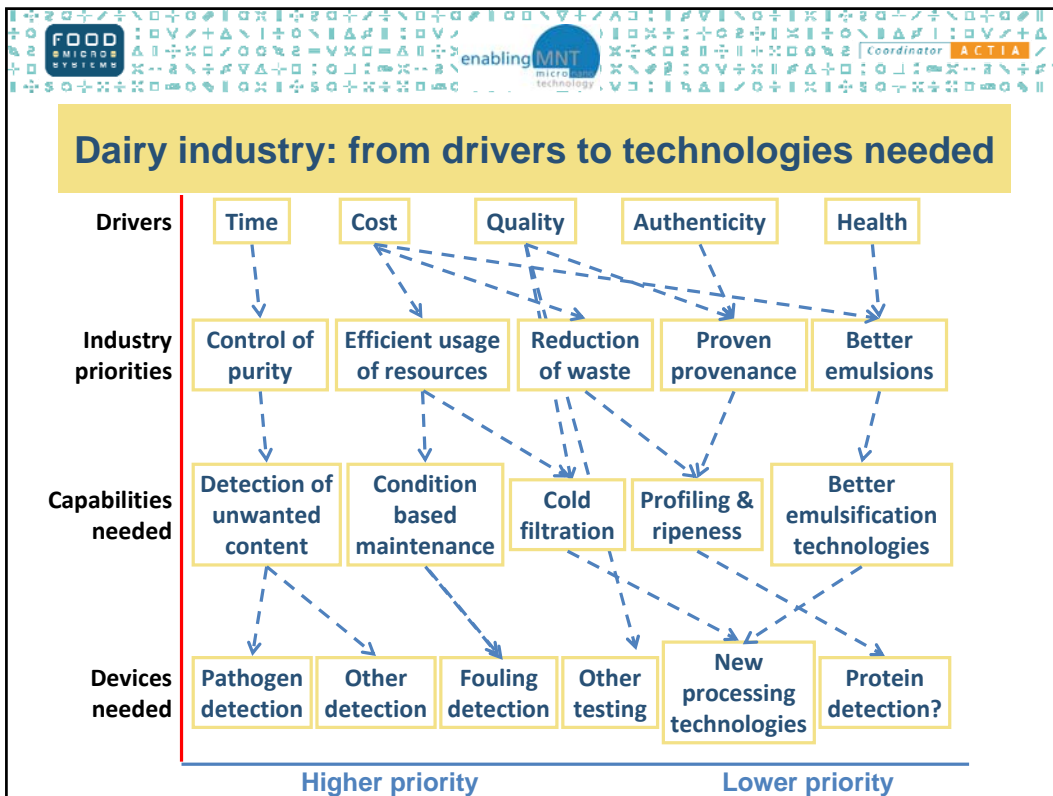 FOOD
MICRO
SYSTEMS
enabling MNT
micro nano
technology
Coordinator ACTIA
Dairy industry: from drivers to technologies needed
Drivers
Time
Cost
Quality
Authenticity
Health
Industry
priorities
Control of
purity
Efficient usage
of resources
Reduction
of waste
Proven
provenance
Better
emulsions
Capabilities
needed
Detection of
unwanted
content
Condition
based
maintenance
Cold
filtration
Profiling &
ripeness
Better
emulsification
technologies
Devices
needed
Pathogen
detection
Other
detection
Fouling
detection
Other
testing
New
processing
technologies
Protein
detection?
Higher priority
Lower priority